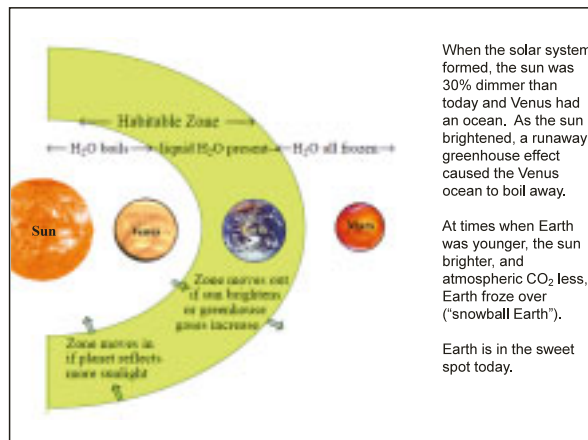 Habitable Zone
H₂O boils
liquid H₂O present
H₂O all frozen
Sun
Venus
Mars
Zone moves out
if sun brightens
or greenhouse
gases increase
Zone moves in
if planet reflects
more sunlight
When the solar system
formed, the sun was
30% dimmer than
today and Venus had
an ocean. As the sun
brightened, a runaway
greenhouse effect
caused the Venus
ocean to boil away.
At times when Earth
was younger, the sun
brighter, and
atmospheric CO₂ less,
Earth froze over
("snowball Earth").
Earth is in the sweet
spot today.